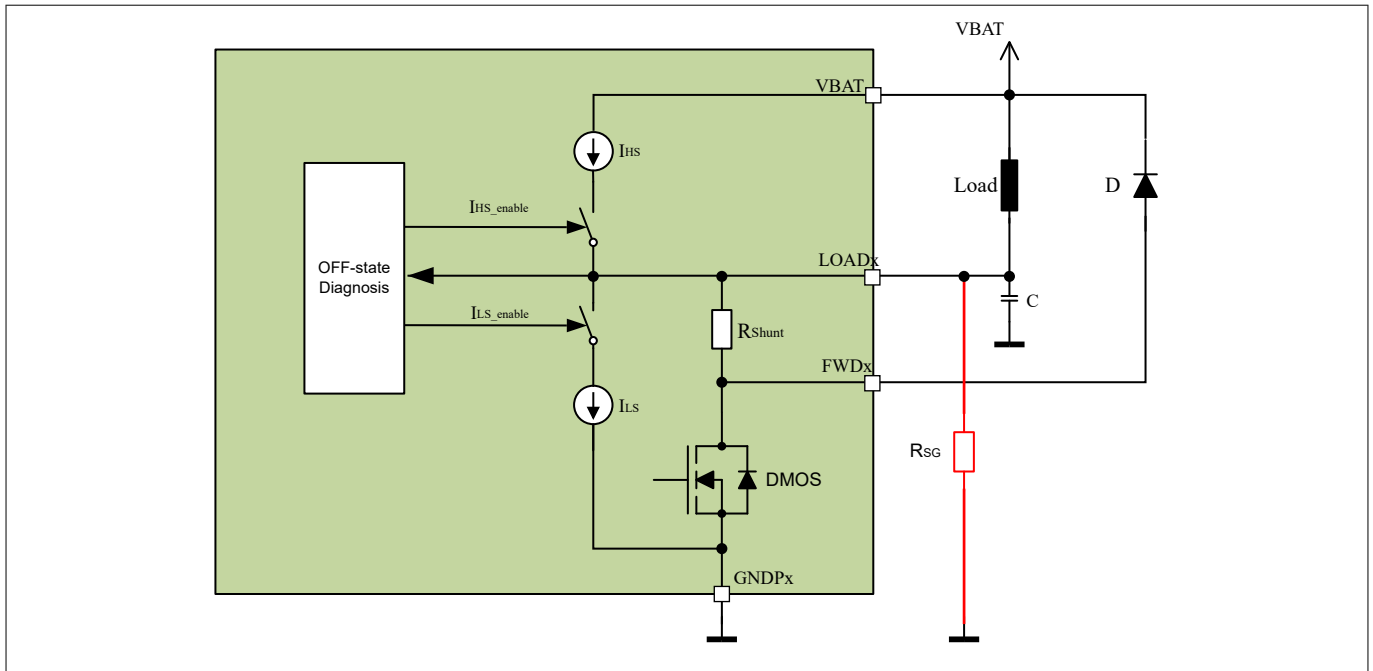 VBAT
VBAT
IHS
Load
D
IHS_enable
LOADx
OFF-state
Diagnosis
C
ILS_enable
RShunt
FWDx
ILS
RSG
DMOS
GNDPx